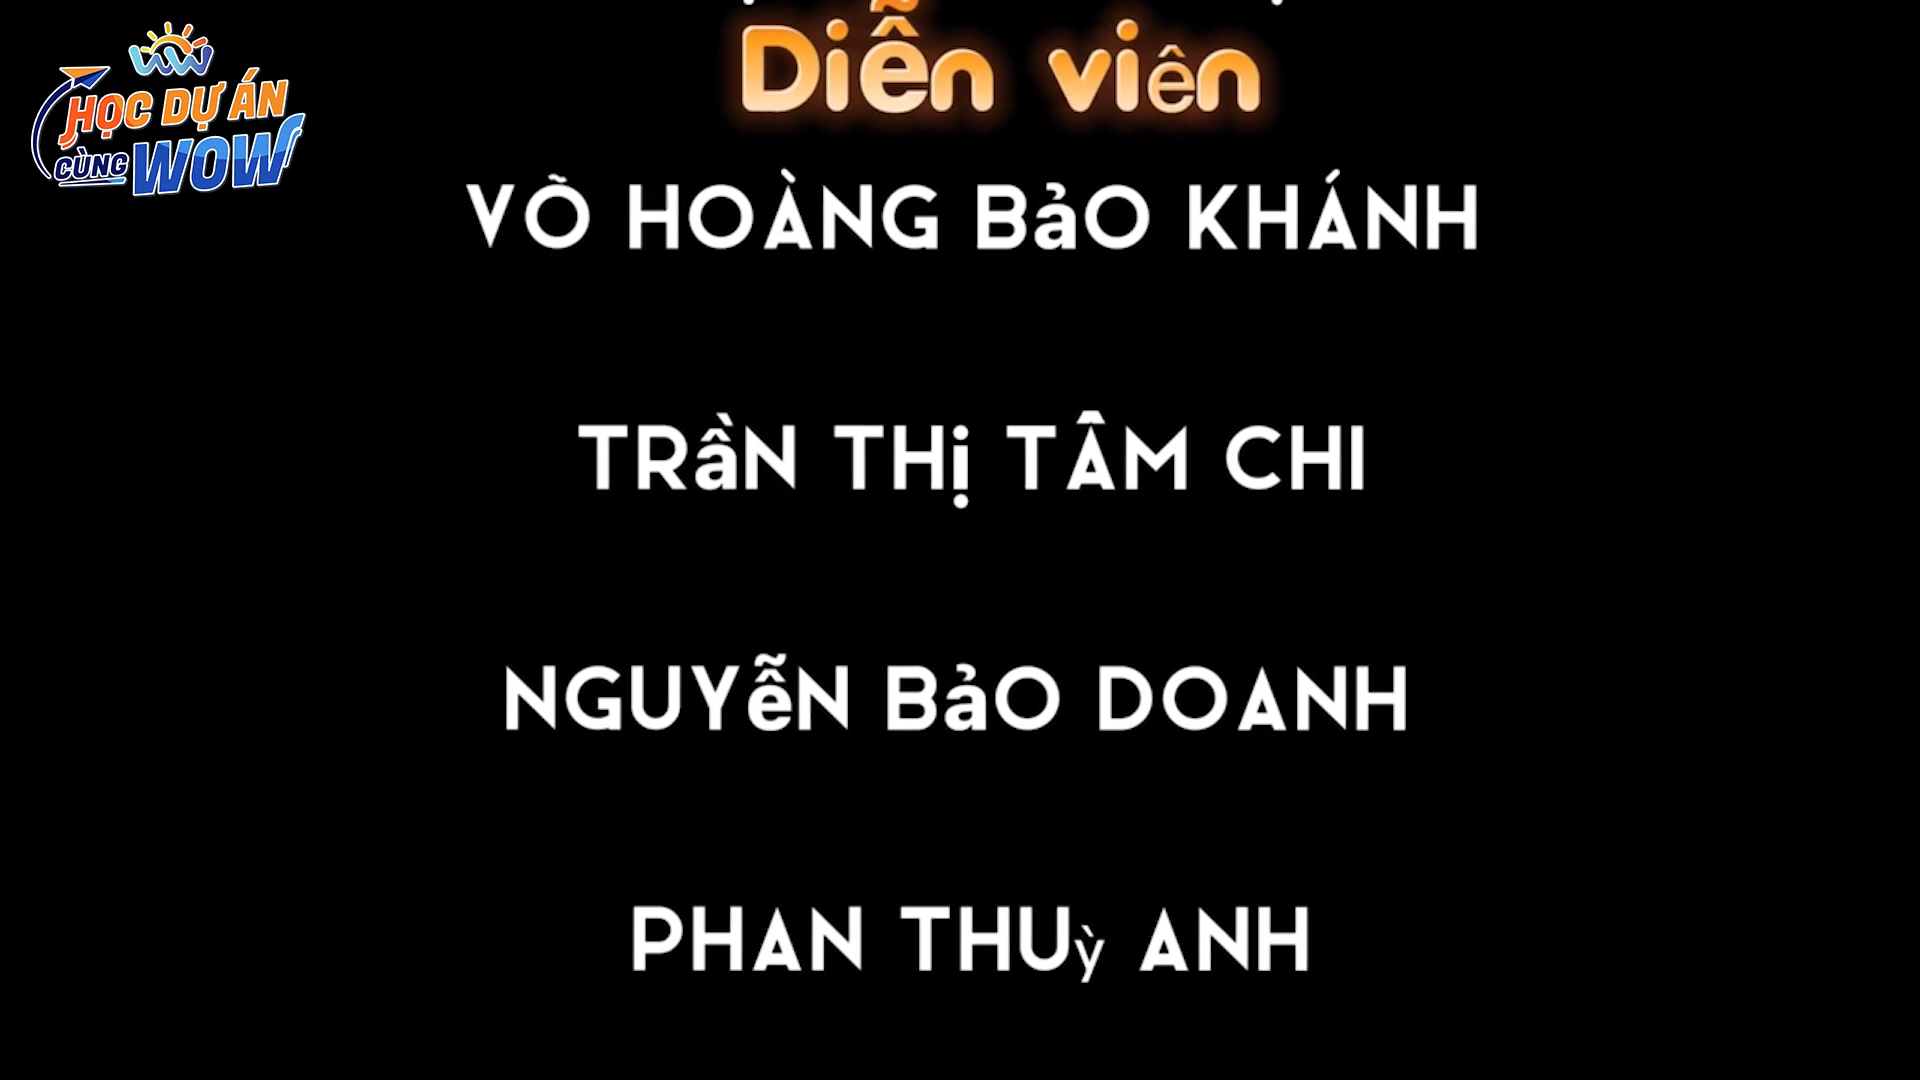 HỌC DỰ ÁN
CÙNG WOW
Diễn viên
VÕ HOÀNG BảO KHÁNH
TRầN THị TÂM CHI
NGUYễN BảO DOANH
PHAN THUỳ ANH